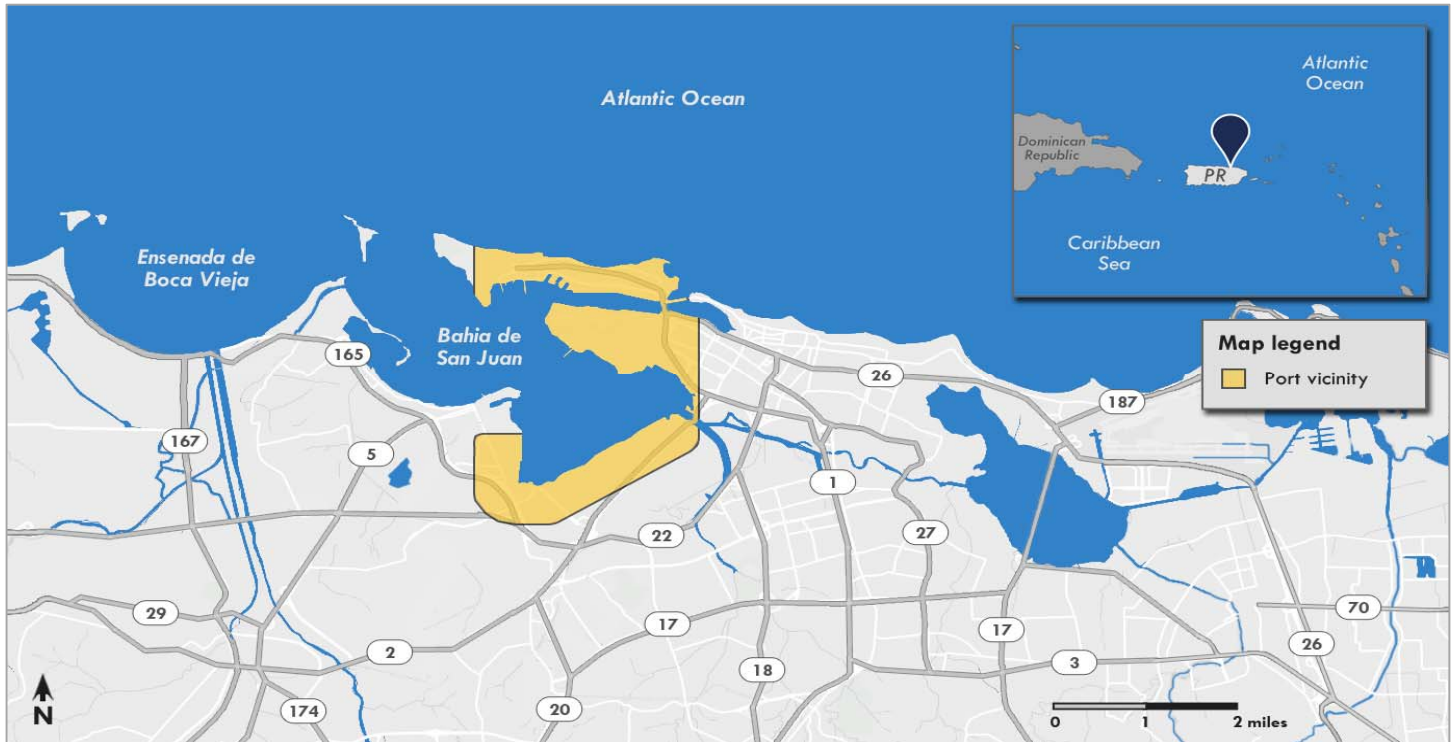 Atlantic Ocean
Atlantic
Ocean
Dominican
Republic
PR
Caribbean
Sea
Ensenada de
Boca Vieja
Bahia de
San Juan
Map legend
Port vicinity
165
26
187
167
5
1
22
27
29
17
70
2
17
26
18
3
174
20
N
0
1
2 miles